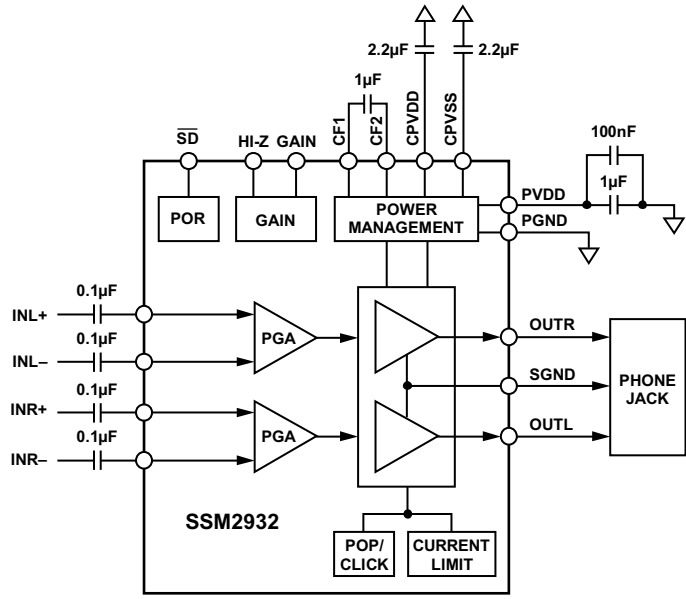 2.2µF
2.2µF
1µF
CF1
CF2
CPVDD
CPVSS
SD
HI-Z
GAIN
100nF
1µF
PVDD
PGND
POR
GAIN
POWER
MANAGEMENT
0.1µF
INL+
0.1µF
INL–
0.1µF
INR+
0.1µF
INR–
PGA
PGA
OUTR
SGND
OUTL
PHONE
JACK
SSM2932
POP/
CLICK
CURRENT
LIMIT